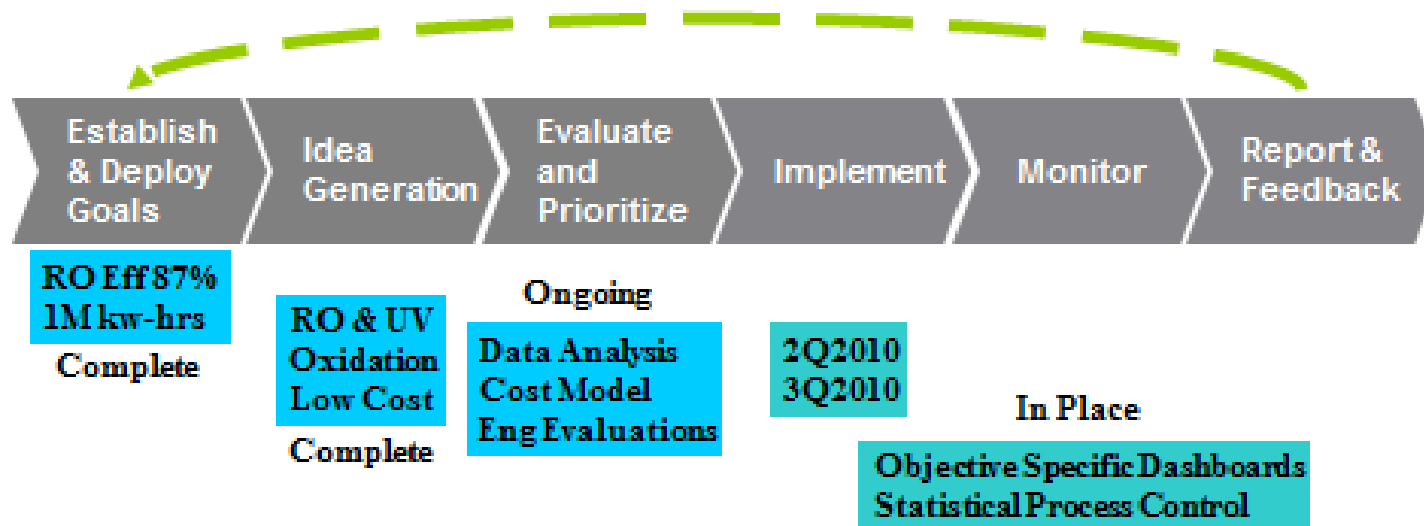 Establish
& Deploy
Goals
Idea
Generation
Evaluate
and
Prioritize
Implement
Monitor
Report &
Feedback
RO Eff 87%
1M kw-hrs
Complete
RO & UV
Oxidation
Low Cost
Complete
Ongoing
Data Analysis
Cost Model
Eng Evaluations
2Q2010
3Q2010
In Place
Objective Specific Dashboards
Statistical Process Control